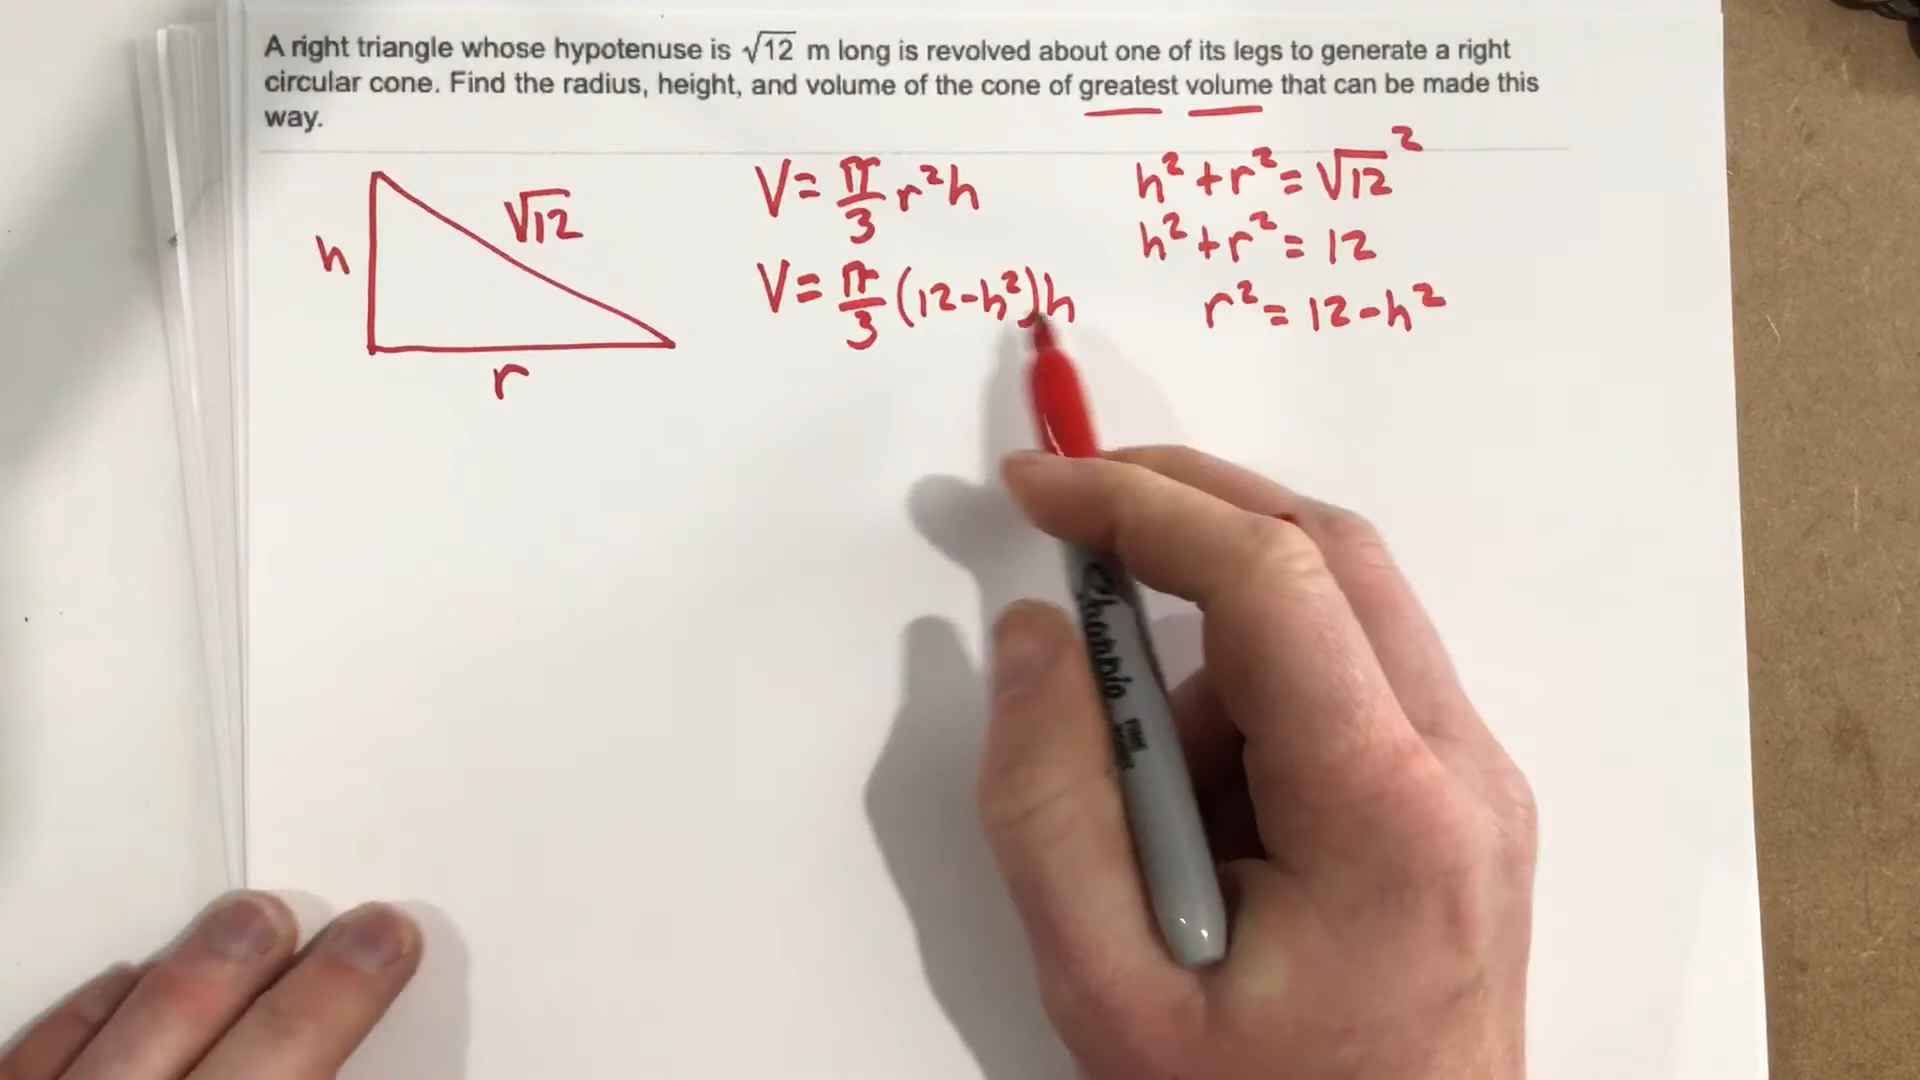 A right triangle whose hypotenuse is √12 m long is revolved about one of its legs to generate a right
circular cone. Find the radius, height, and volume of the cone of greatest volume that can be made this
way.
h
√12
r
V = π/3 r²h
V = π/3 (12-h²)h
h² + r² = √12²
h² + r² = 12
r² = 12 - h²
Sharpie